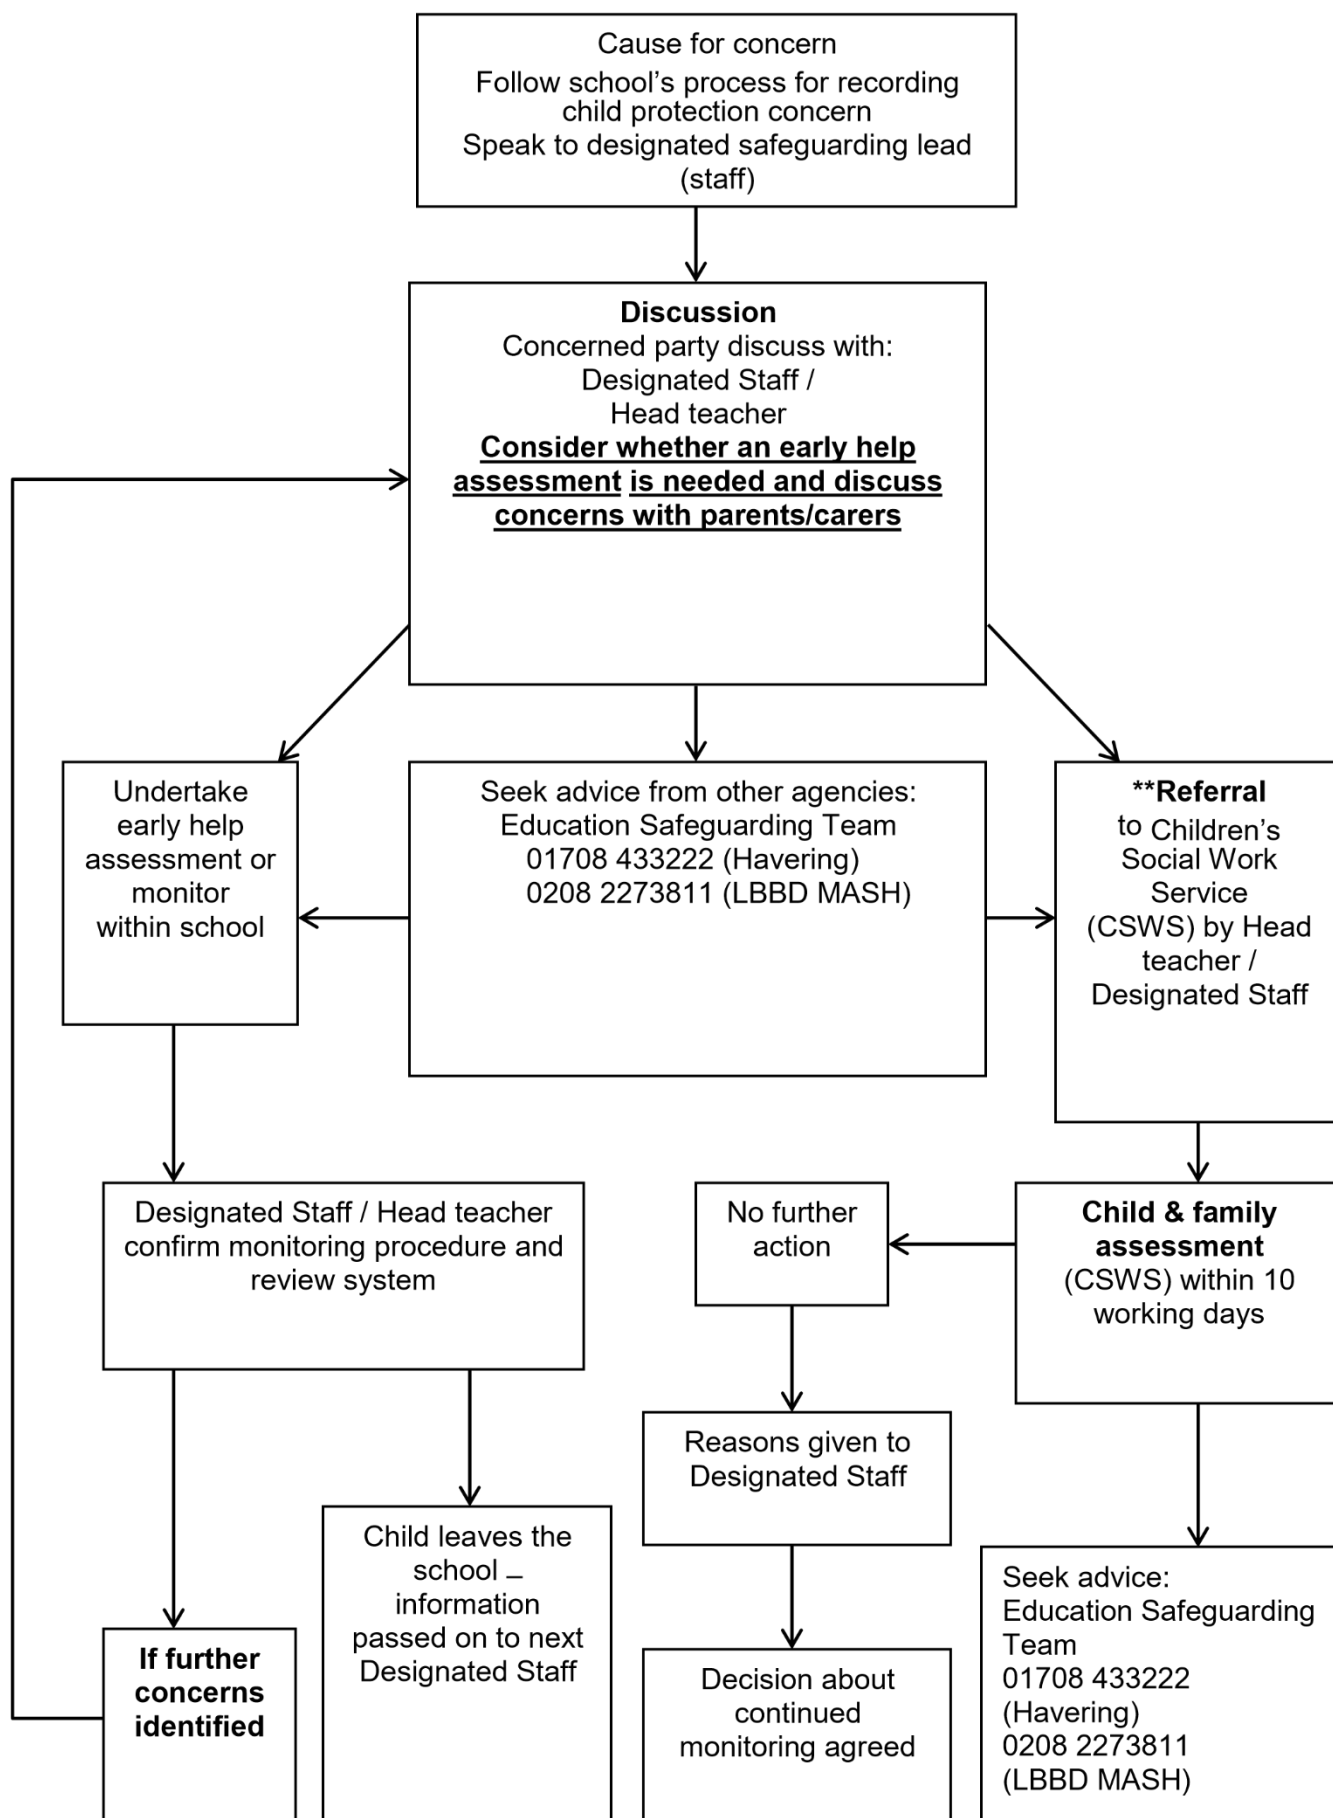 Cause for concern
Follow school’s process for recording
child protection concern
Speak to designated safeguarding lead
(staff)
Discussion
Concerned party discuss with:
Designated Staff /
Head teacher
Consider whether an early help
assessment is needed and discuss
concerns with parents/carers
Undertake
early help
assessment or
monitor
within school
Seek advice from other agencies:
Education Safeguarding Team
01708 433222 (Havering)
0208 2273811 (LBBD MASH)
**Referral
to Children’s
Social Work
Service
(CSWS) by Head
teacher /
Designated Staff
Designated Staff / Head teacher
confirm monitoring procedure and
review system
No further
action
Child & family
assessment
(CSWS) within 10
working days
Reasons given to
Designated Staff
Child leaves the
school –
information
passed on to next
Designated Staff
If further
concerns
identified
Decision about
continued
monitoring agreed
Seek advice:
Education Safeguarding
Team
01708 433222
(Havering)
0208 2273811
(LBBD MASH)